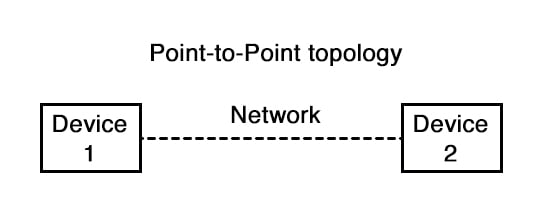 Point-to-Point topology
Network
Device
1
Device
2